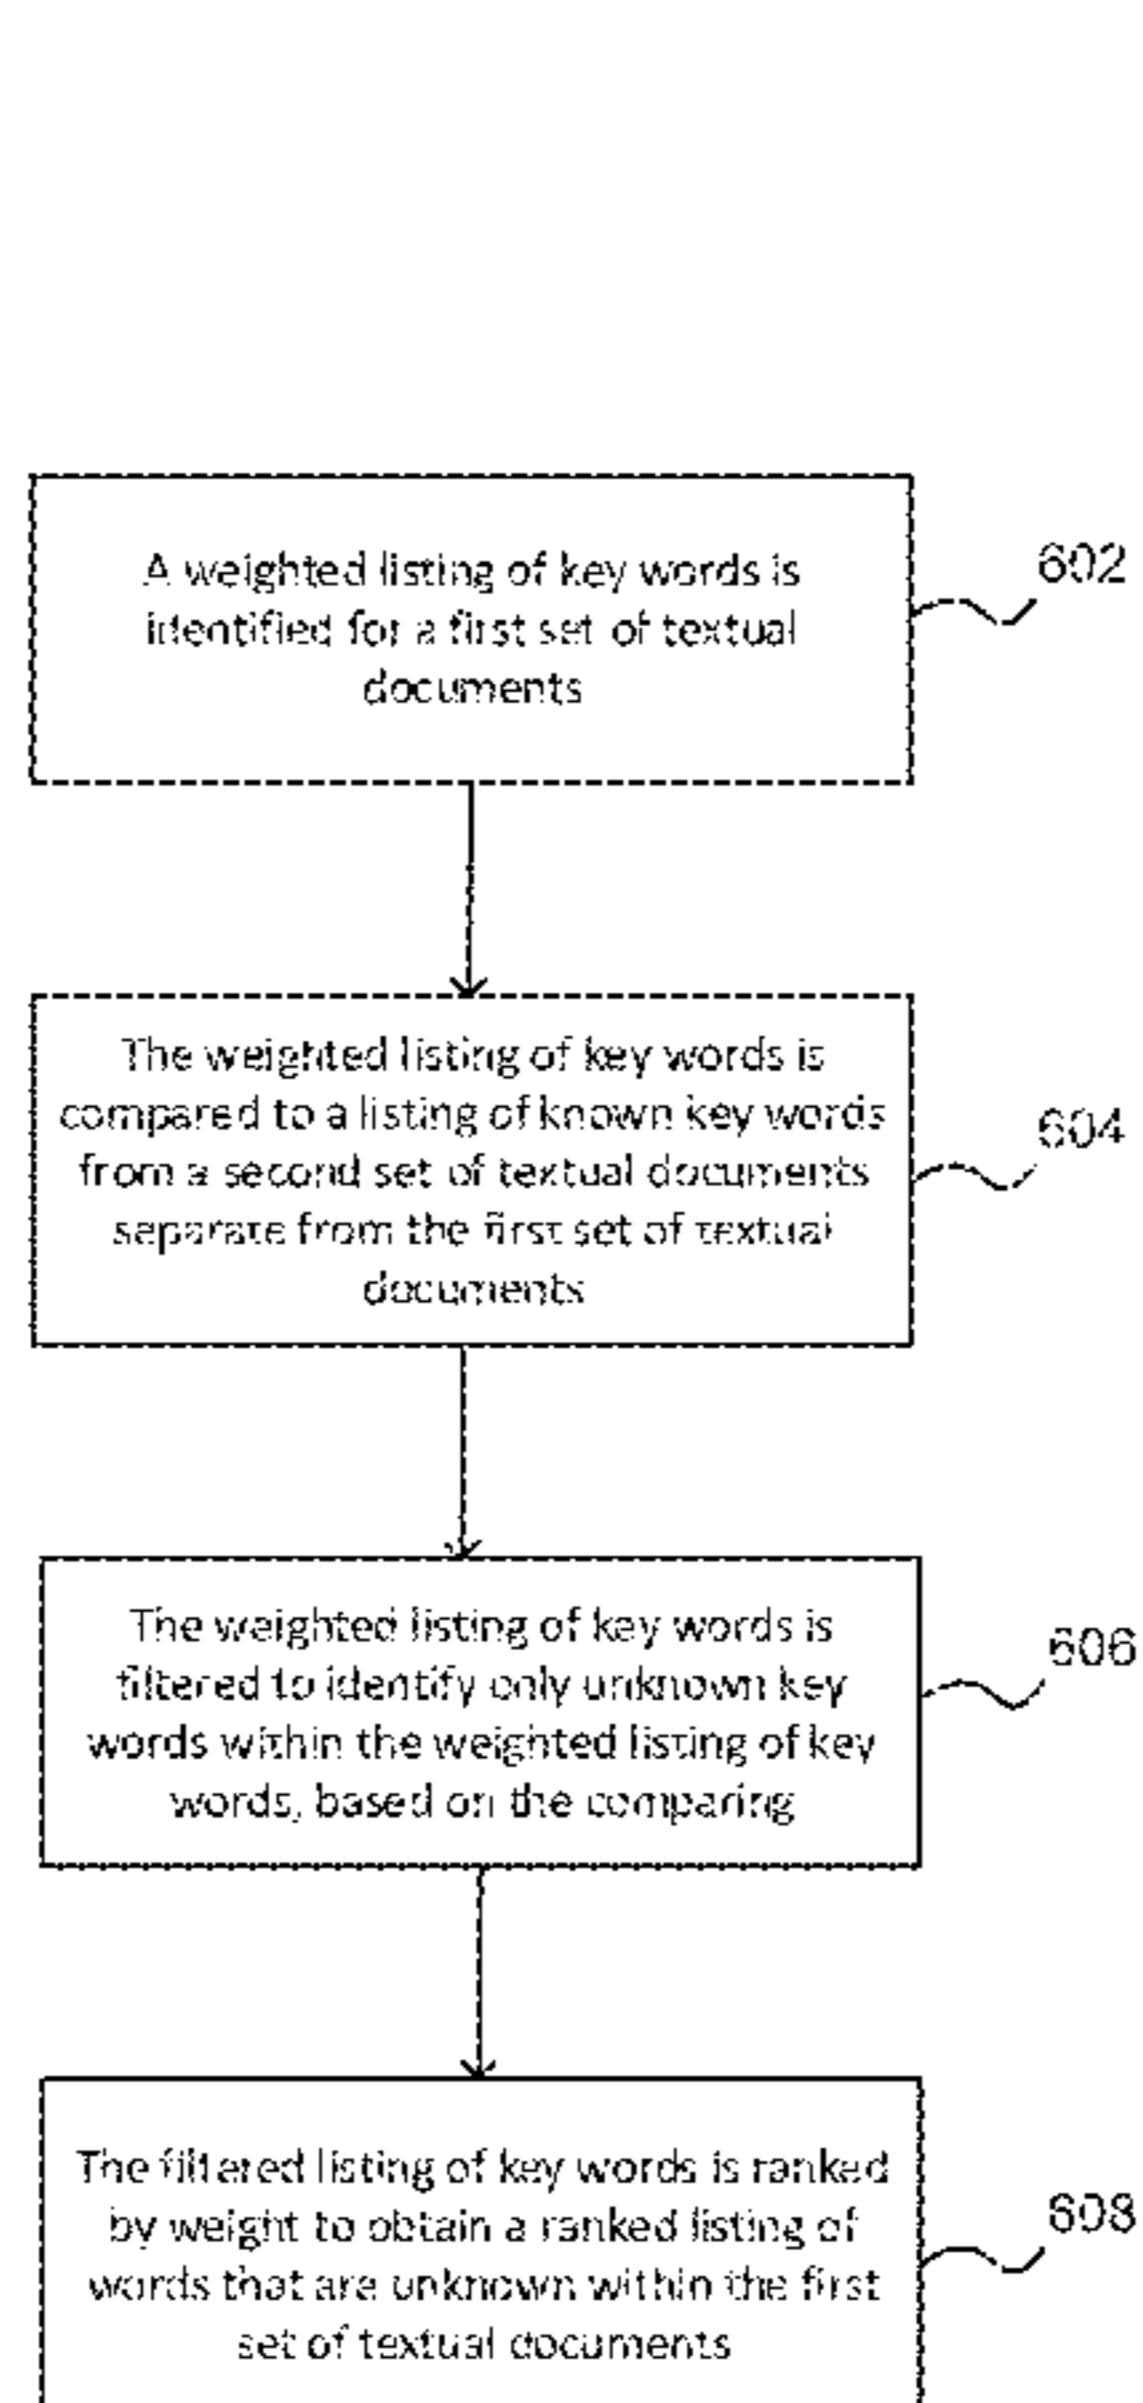 A weighted listing of key words is
identified for a first set of textual
documents
602
The weighted listing of key words is
compared to a listing of known key words
from a second set of textual documents
separate from the first set of textual
documents
604
The weighted listing of key words is
filtered to identify only unknown key
words within the weighted listing of key
words, based on the comparing
606
The filtered listing of key words is ranked
by weight to obtain a ranked listing of
words that are unknown within the first
set of textual documents
608